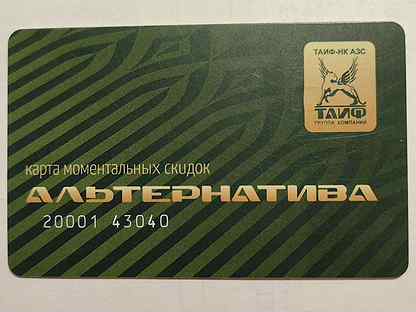 ТАИФ-НК АЗС
ТАИФ
ГРУППА КОМПАНИЙ
карта моментальных скидок
АЛЬТЕРНАТИВА
20001 43040